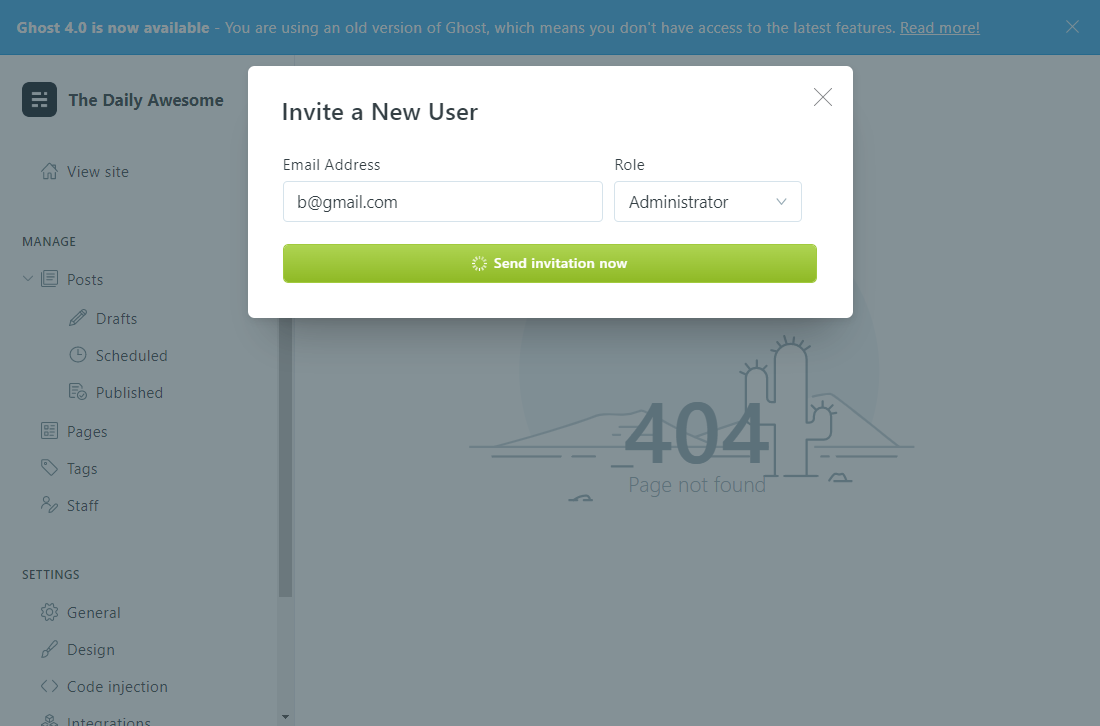 Ghost 4.0 is now available - You are using an old version of Ghost, which means you don't have access to the latest features. Read more!
The Daily Awesome
View site
MANAGE
Posts
Drafts
Scheduled
Published
Pages
Tags
Staff
SETTINGS
General
Design
Code injection
Integrations
Invite a New User
Email Address
Role
b@gmail.com
Administrator
Send invitation now
404
Page not found